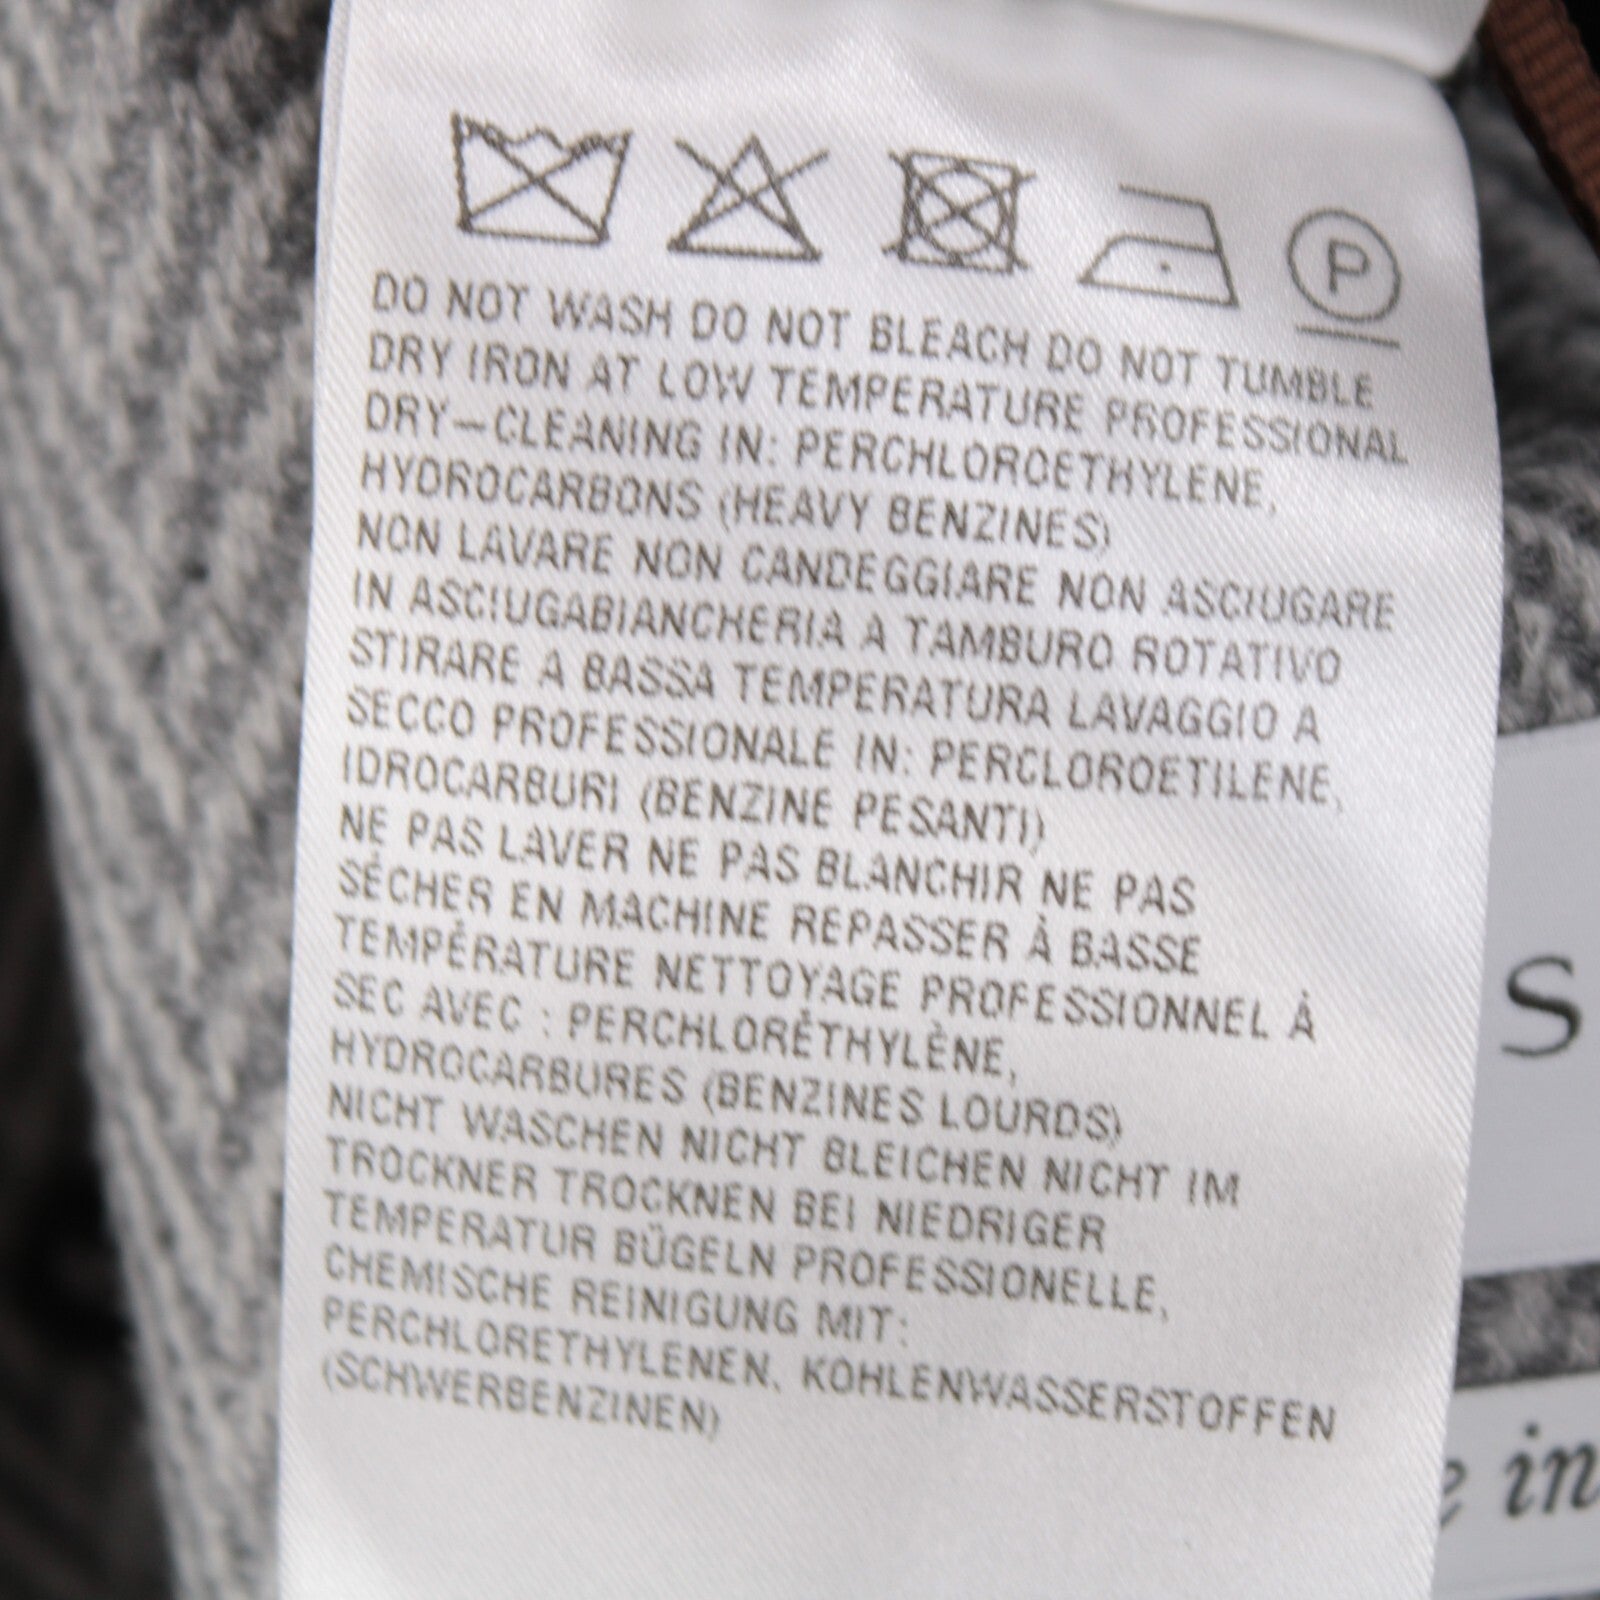 P
DO NOT WASH DO NOT BLEACH DO NOT TUMBLE
DRY IRON AT LOW TEMPERATURE PROFESSIONAL
DRY-CLEANING IN: PERCHLOROETHYLENE,
HYDROCARBONS (HEAVY BENZINES)
NON LAVARE NON CANDEGGIARE NON ASCIUGARE
IN ASCIUGABIANCHERIA A TAMBURO ROTATIVO
STIRARE A BASSA TEMPERATURA LAVAGGIO A
SECCO PROFESSIONALE IN: PERCLOROETILENE,
IDROCARBURI (BENZINE PESANTI)
NE PAS LAVER NE PAS BLANCHIR NE PAS
SÉCHER EN MACHINE REPASSER À BASSE
TEMPÉRATURE NETTOYAGE PROFESSIONNEL À
SEC AVEC : PERCHLORÉTHYLÈNE,
HYDROCARBURES (BENZINES LOURDS)
NICHT WASCHEN NICHT BLEICHEN NICHT IM
TROCKNER TROCKNEN BEI NIEDRIGER
TEMPERATUR BÜGELN PROFESSIONELLE,
CHEMISCHE REINIGUNG MIT:
PERCHLORETHYLENEN, KOHLENWASSERSTOFFEN
(SCHWERBENZINEN)
S
e in